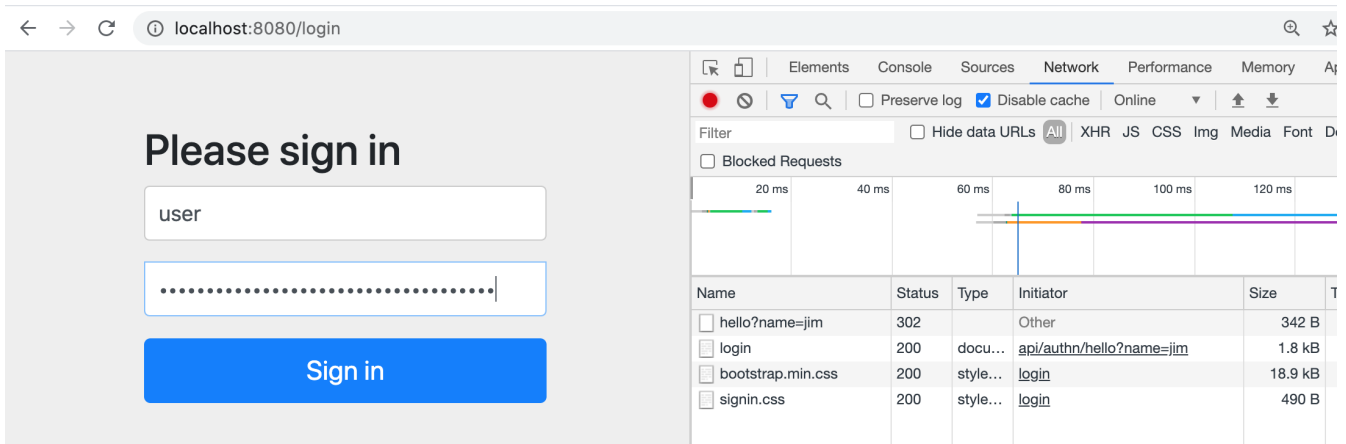 localhost:8080/login
Please sign in
user
••••••••••••••••••••••••••••••••••••
Sign in
Elements Console Sources Network Performance Memory
Preserve log Disable cache Online
Filter Hide data URLs All XHR JS CSS Img Media Font
Blocked Requests
20 ms 40 ms 60 ms 80 ms 100 ms 120 ms
Name Status Type Initiator Size
hello?name=jim 302 Other 342 B
login 200 docu... api/authn/hello?name=jim 1.8 kB
bootstrap.min.css 200 style... login 18.9 kB
signin.css 200 style... login 490 B